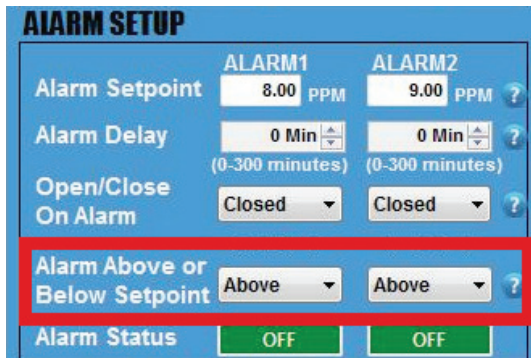 ALARM SETUP
ALARM1 ALARM2
Alarm Setpoint 8.00 PPM 9.00 PPM ?
Alarm Delay 0 Min 0 Min ?
(0-300 minutes) (0-300 minutes)
Open/Close
On Alarm Closed Closed ?
Alarm Above or
Below Setpoint Above Above ?
Alarm Status OFF OFF